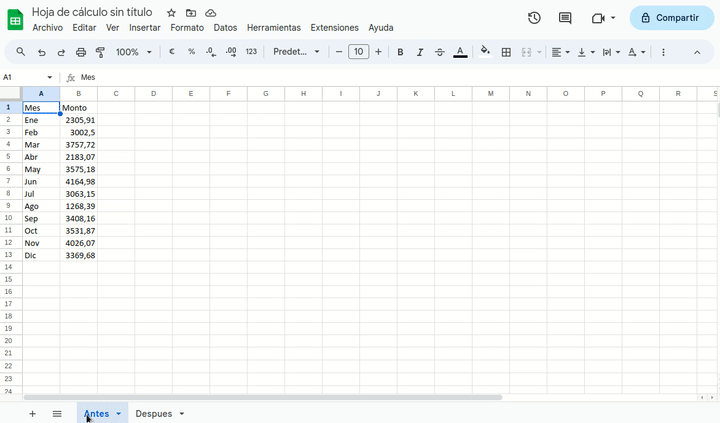 Hoja de cálculo sin título
Archivo Editar Ver Insertar Formato Datos Herramientas Extensiones Ayuda
Compartir
100% € % .0 .00 123 Predet... 10 B I S A
A1 fx Mes
A B C D E F G H I J K L M N O P Q R S
1 Mes Monto
2 Ene 2305,91
3 Feb 3002,5
4 Mar 3757,72
5 Abr 2183,07
6 May 3575,18
7 Jun 4164,98
8 Jul 3063,15
9 Ago 1268,39
10 Sep 3408,16
11 Oct 3531,87
12 Nov 4026,07
13 Dic 3369,68
14
15
16
17
18
19
20
21
22
23
24
Antes Despues